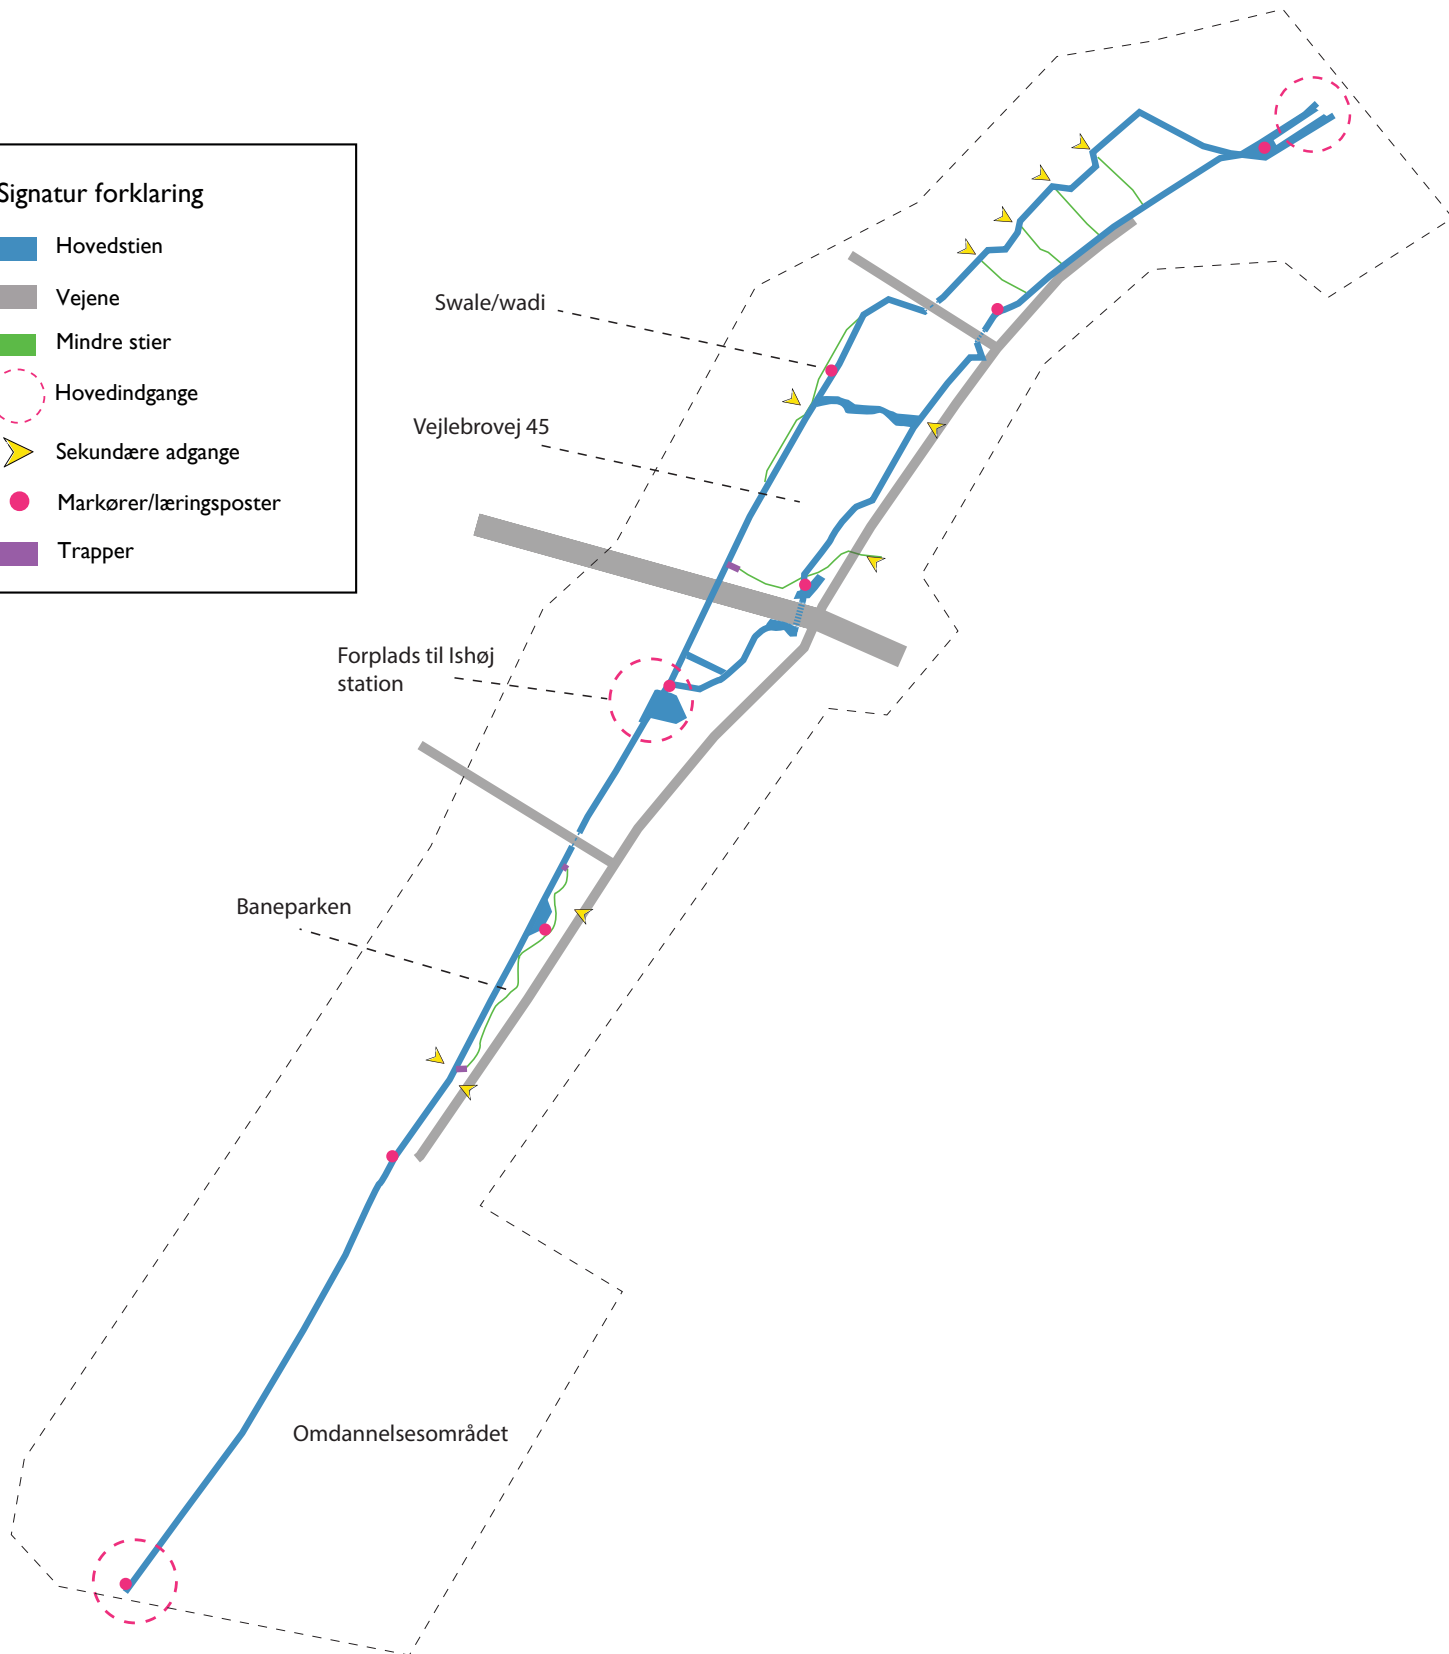 Signatur forklaring
Hovedstien
Vejene
Mindre stier
Hovedindgange
Sekundære adgange
Markører/læringsposter
Trapper
Swale/wadi
Vejlebrovej 45
Forplads til Ishøj
station
Baneparken
Omdannelsesområdet